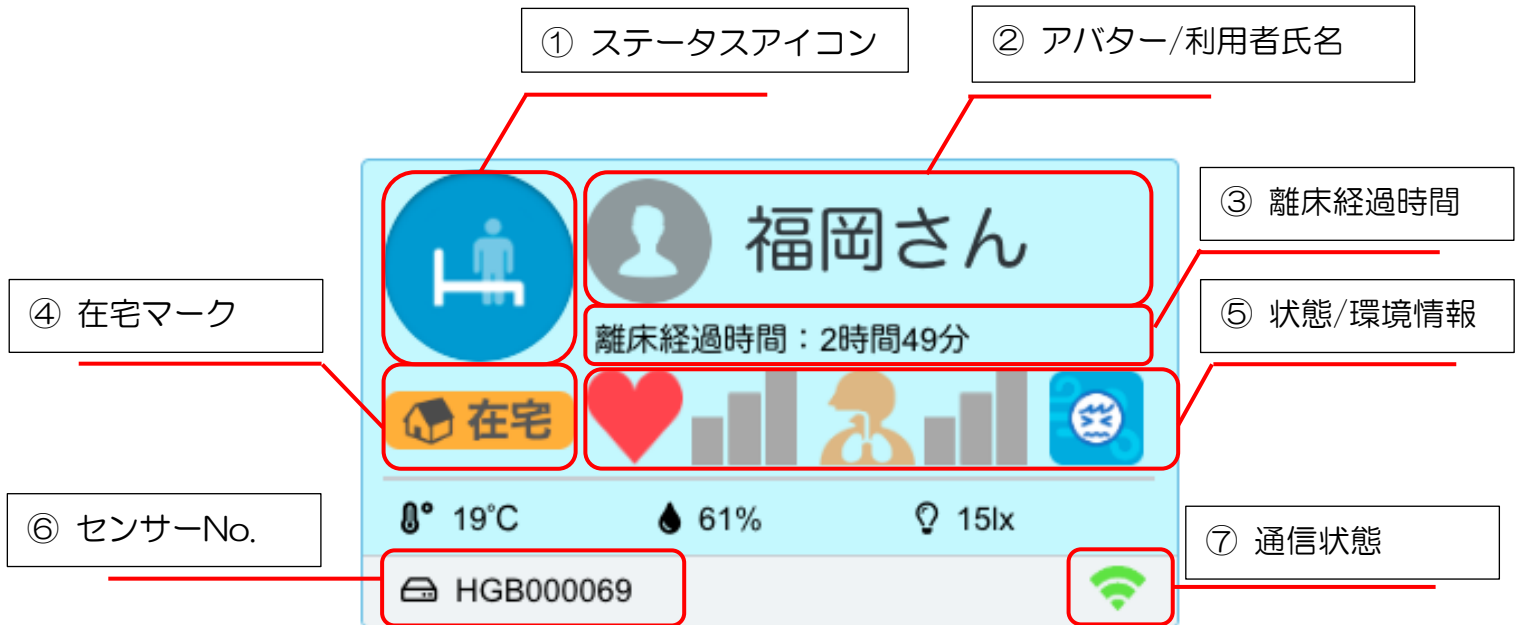 ① ステータスアイコン
② アバター/利用者氏名
③ 離床経過時間
福岡さん
④ 在宅マーク
⑤ 状態/環境情報
離床経過時間：2時間49分
在宅
⑥ センサーNo.
19°C
61%
15lx
⑦ 通信状態
HGB000069